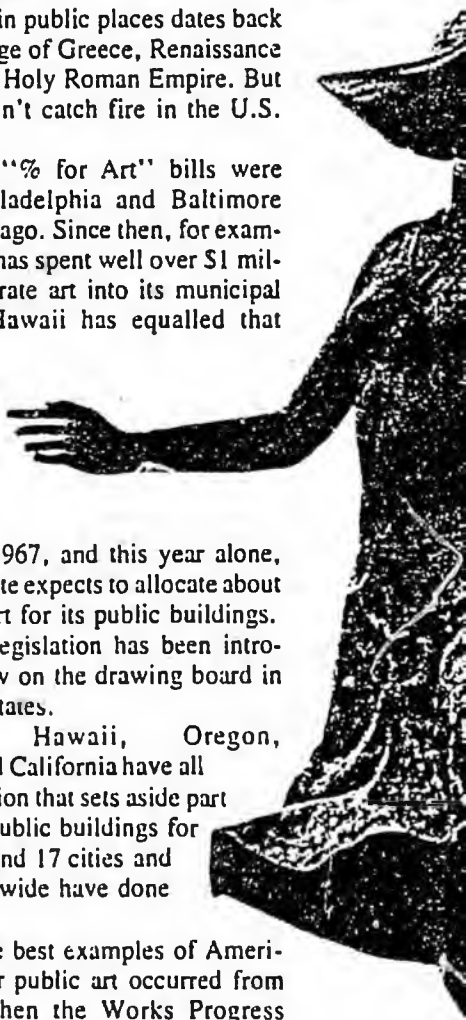 in public places dates back
ge of Greece, Renaissance
Holy Roman Empire. But
n't catch fire in the U.S.
"% for Art" bills were
ladelphia and Baltimore
ago. Since then, for exam-
has spent well over $1 mil-
rate art into its municipal
Hawaii has equalled that
967, and this year alone,
te expects to allocate about
rt for its public buildings.
egislation has been intro-
w on the drawing board in
tates.
Hawaii, Oregon,
d California have all
ion that sets aside part
ublic buildings for
nd 17 cities and
wide have done
e best examples of Ameri-
r public art occurred from
hen the Works Progress